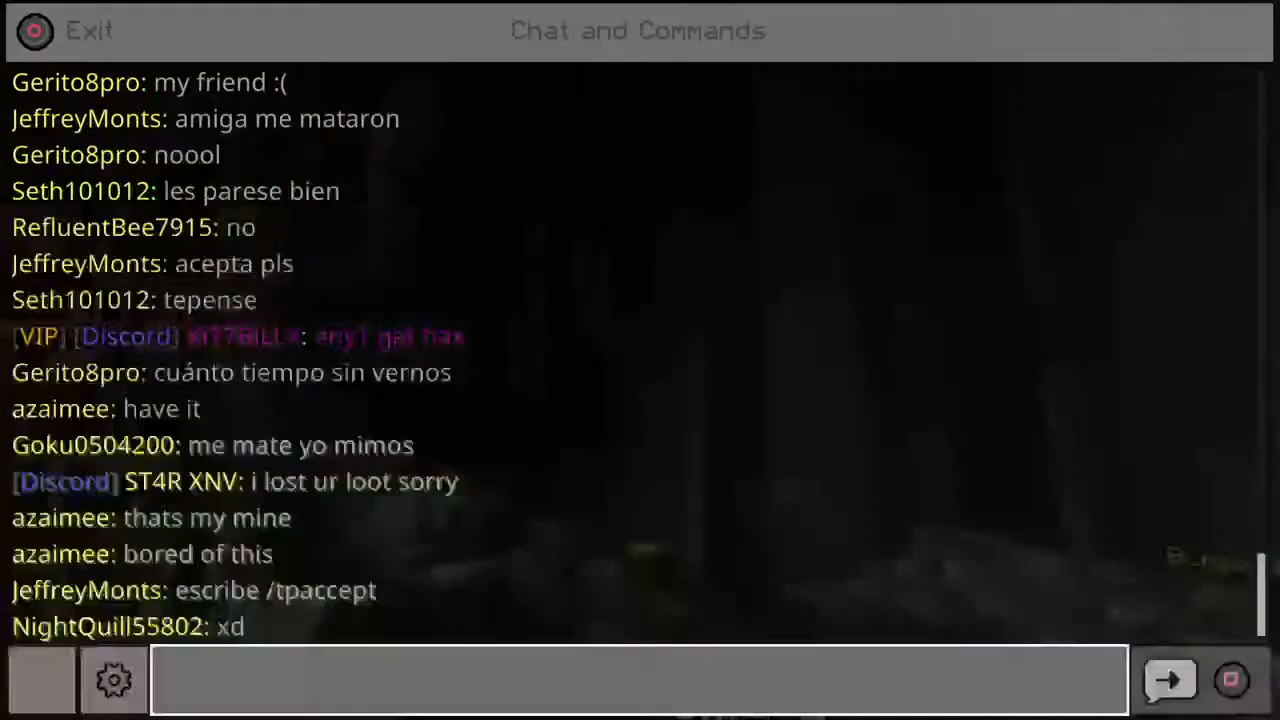 Exit
Chat and Commands
Gerito8pro: my friend :(
JeffreyMonts: amiga me mataron
Gerito8pro: noool
Seth101012: les parese bien
RefluentBee7915: no
JeffreyMonts: acepta pls
Seth101012: tepense
[VIP] [Discord] : eny1 gat hax
Gerito8pro: cuánto tiempo sin vernos
azaimee: have it
Goku0504200: me mate yo mimos
[Discord] ST4R XNV: i lost ur loot sorry
azaimee: thats my mine
azaimee: bored of this
JeffreyMonts: escribe /tpaccept
NightQuill55802: xd